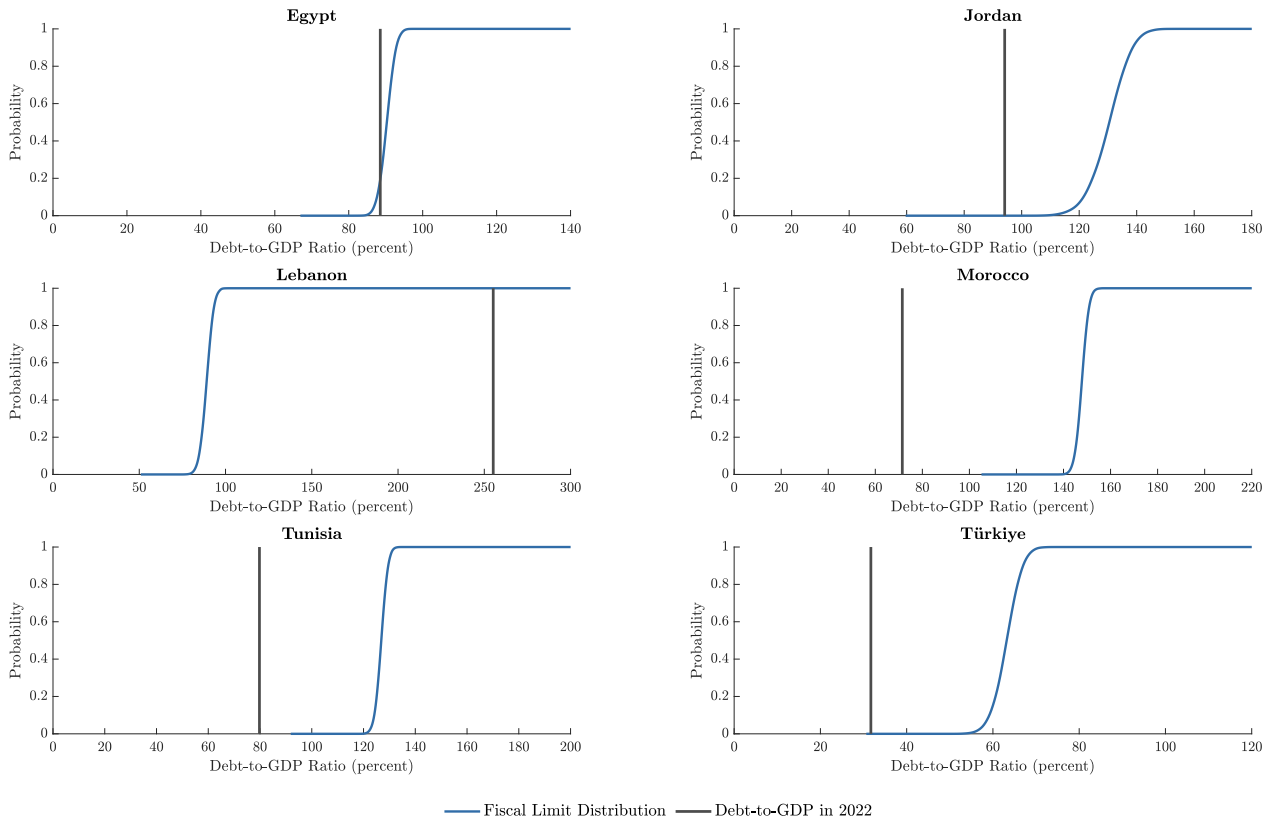 Egypt
1
0.8
0.6
0.4
0.2
0
Probability
0 20 40 60 80 100 120 140
Debt-to-GDP Ratio (percent)
Jordan
1
0.8
0.6
0.4
0.2
0
Probability
0 20 40 60 80 100 120 140 160 180
Debt-to-GDP Ratio (percent)
Lebanon
1
0.8
0.6
0.4
0.2
0
Probability
0 50 100 150 200 250 300
Debt-to-GDP Ratio (percent)
Morocco
1
0.8
0.6
0.4
0.2
0
Probability
0 20 40 60 80 100 120 140 160 180 200 220
Debt-to-GDP Ratio (percent)
Tunisia
1
0.8
0.6
0.4
0.2
0
Probability
0 20 40 60 80 100 120 140 160 180 200
Debt-to-GDP Ratio (percent)
Türkiye
1
0.8
0.6
0.4
0.2
0
Probability
0 20 40 60 80 100 120
Debt-to-GDP Ratio (percent)
Fiscal Limit Distribution Debt-to-GDP in 2022